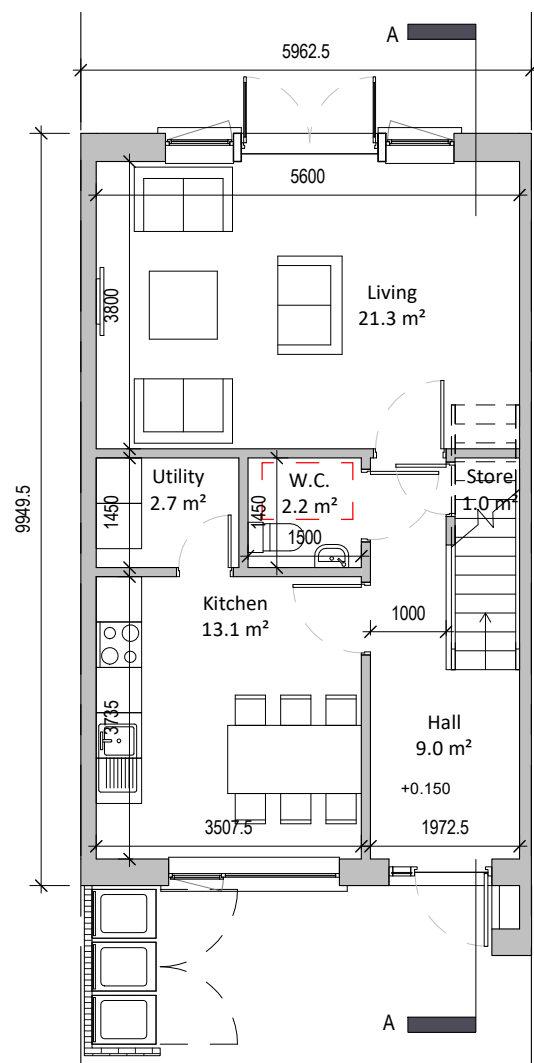 A
5962.5
5600
3800
Living
21.3 m²
9949.5
Utility
2.7 m²
1450
W.C.
2.2 m²
1450
1500
Store
1.0 m²
Kitchen
13.1 m²
1000
3735
Hall
9.0 m²
+0.150
3507.5
1972.5
A